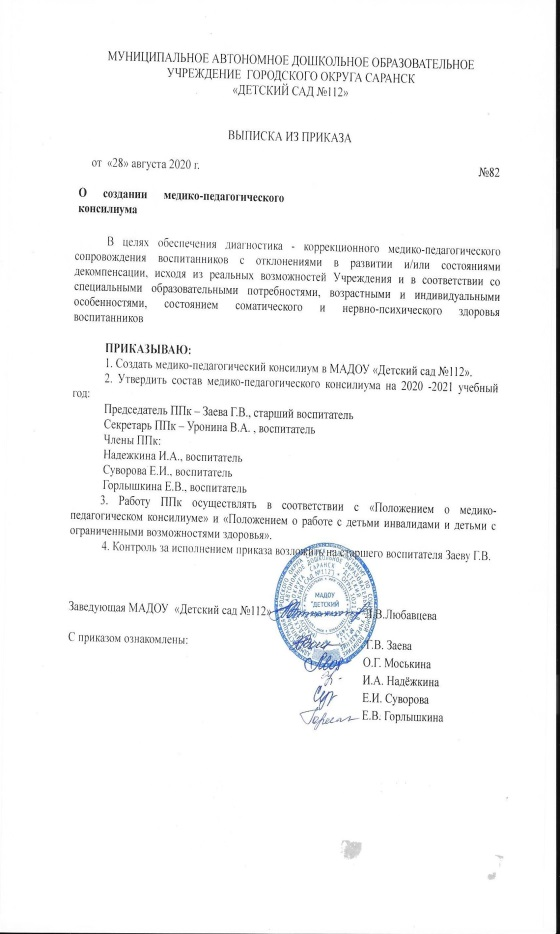 МУНИЦИПАЛЬНОЕ АВТОНОМНОЕ ДОШКОЛЬНОЕ ОБРАЗОВАТЕЛЬНОЕ
УЧРЕЖДЕНИЕ ГОРОДСКОГО ОКРУГА САРАНСК
«ДЕТСКИЙ САД №112»
ВЫПИСКА ИЗ ПРИКАЗА
от «28» августа 2020 г.
№82
О создании медико-педагогического
консилиума
В целях обеспечения диагностика - коррекционного медико-педагогического
сопровождения воспитанников с отклонениями в развитии и/или состояниями
декомпенсации, исходя из реальных возможностей Учреждения и в соответствии со
специальными образовательными потребностями, возрастными и индивидуальными
особенностями, состоянием соматического и нервно-психического здоровья
воспитанников
ПРИКАЗЫВАЮ:
1. Создать медико-педагогический консилиум в МАДОУ «Детский сад №112».
2. Утвердить состав медико-педагогического консилиума на 2020 -2021 учебный
год:
Председатель ППк – Заева Г.В., старший воспитатель
Секретарь ППк – Уронина В.А. , воспитатель
Члены ППк:
Надежкина И.А., воспитатель
Суворова Е.И., воспитатель
Горлышкина Е.В., воспитатель
3. Работу ППк осуществлять в соответствии с «Положением о медико-
педагогическом консилиуме» и «Положением о работе с детьми инвалидами и детьми с
ограниченными возможностями здоровья».
4. Контроль за исполнением приказа возложить на старшего воспитателя Заеву Г.В.
МАДОУ
"ДЕТСКИЙ
Заведующая МАДОУ «Детский сад №112» Л.В.Любавцева
С приказом ознакомлены: Г.В. Заева
О.Г. Моськина
И.А. Надёжкина
Е.И. Суворова
Е.В. Горлышкина